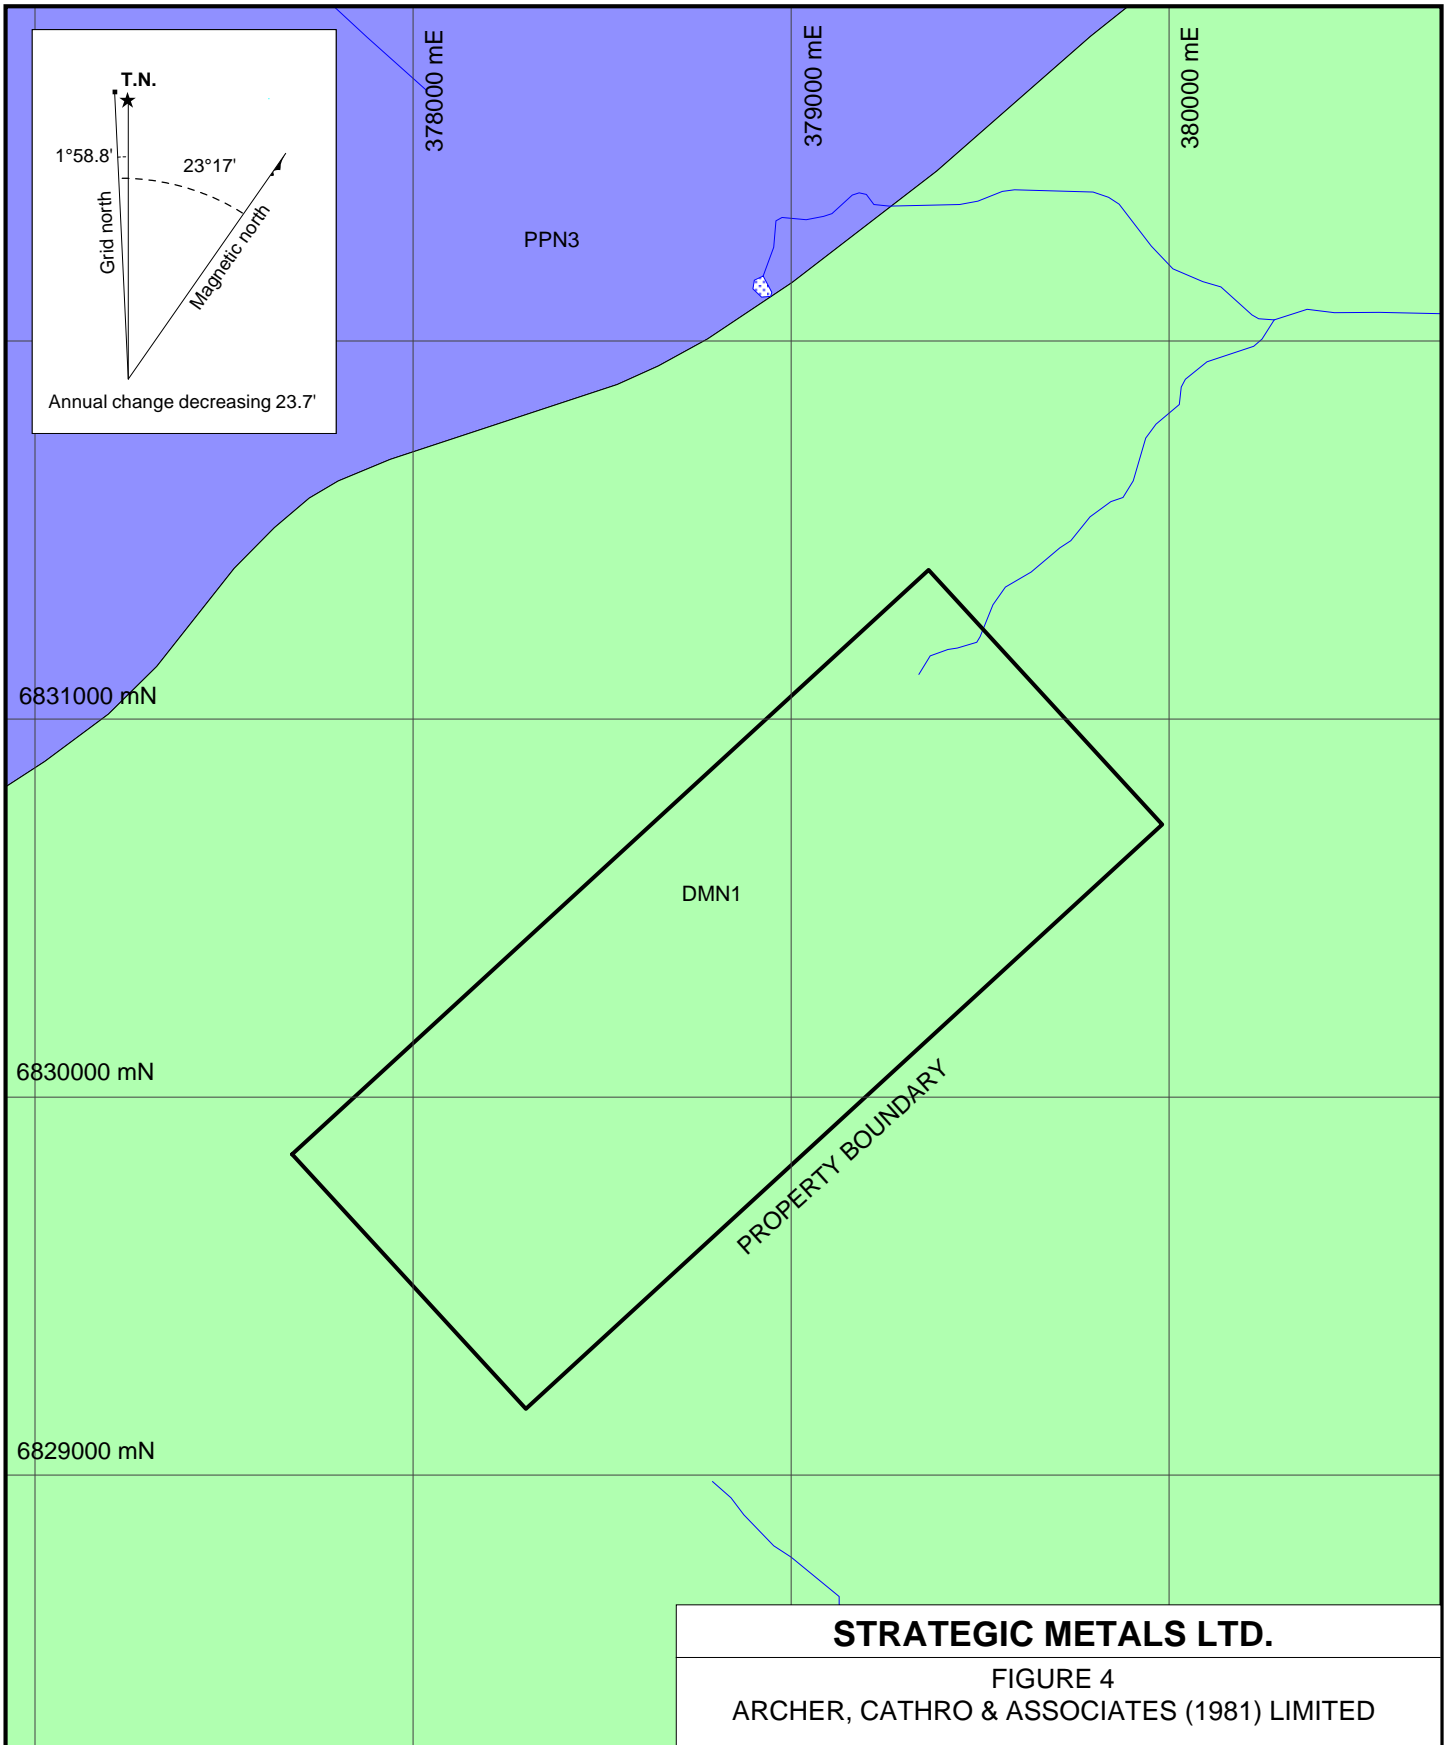 T.N.
1°58.8'
23°17'
Grid north
Magnetic north
Annual change decreasing 23.7'
378000 mE
379000 mE
380000 mE
PPN3
6831000 mN
DMN1
6830000 mN
PROPERTY BOUNDARY
6829000 mN
STRATEGIC METALS LTD.
FIGURE 4
ARCHER, CATHRO & ASSOCIATES (1981) LIMITED